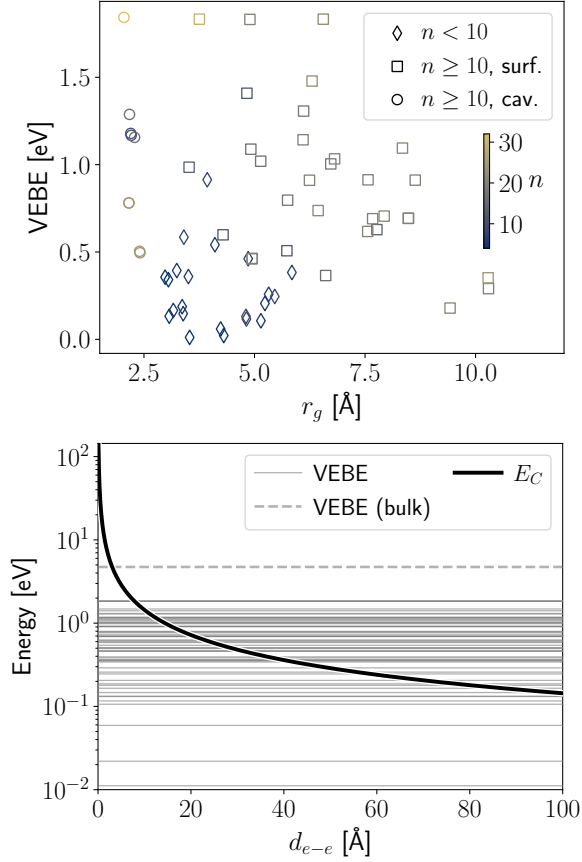 VEBE [eV]
1.5
1.0
0.5
0.0
n < 10
n ≥ 10, surf.
n ≥ 10, cav.
30
20
10
n
2.5 5.0 7.5 10.0
r_g [Å]
Energy [eV]
10^2
10^1
10^0
10^{-1}
10^{-2}
VEBE
VEBE (bulk)
E_C
0 20 40 60 80 100
d_{e−e} [Å]